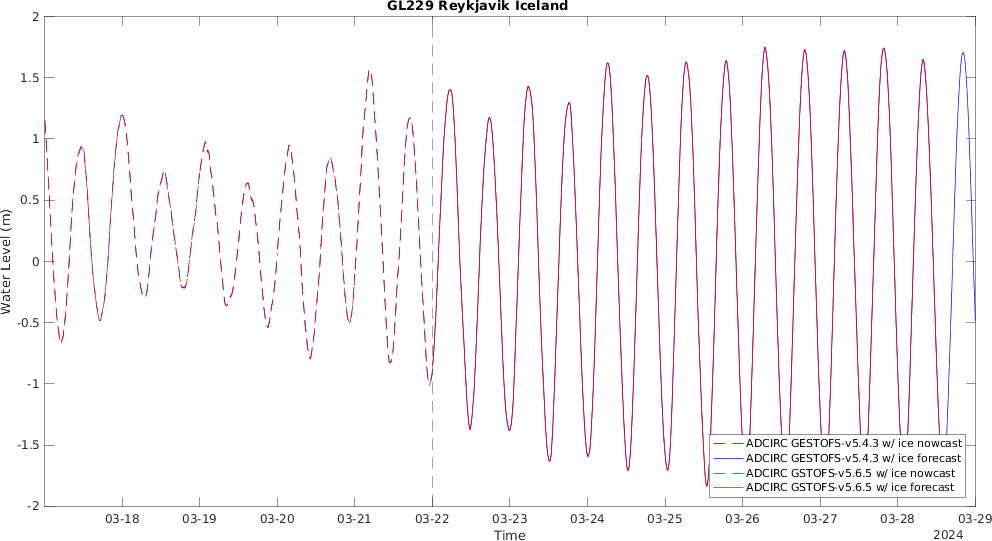 GL229 Reykjavik Iceland
2
1.5
1
0.5
0
-0.5
-1
-1.5
-2
Water Level (m)
ADCIRC GESTOFS-v5.4.3 w/ ice nowcast
ADCIRC GESTOFS-v5.4.3 w/ ice forecast
ADCIRC GSTOFS-v5.6.5 w/ ice nowcast
ADCIRC GSTOFS-v5.6.5 w/ ice forecast
03-18 03-19 03-20 03-21 03-22 03-23 03-24 03-25 03-26 03-27 03-28 03-29
Time
2024